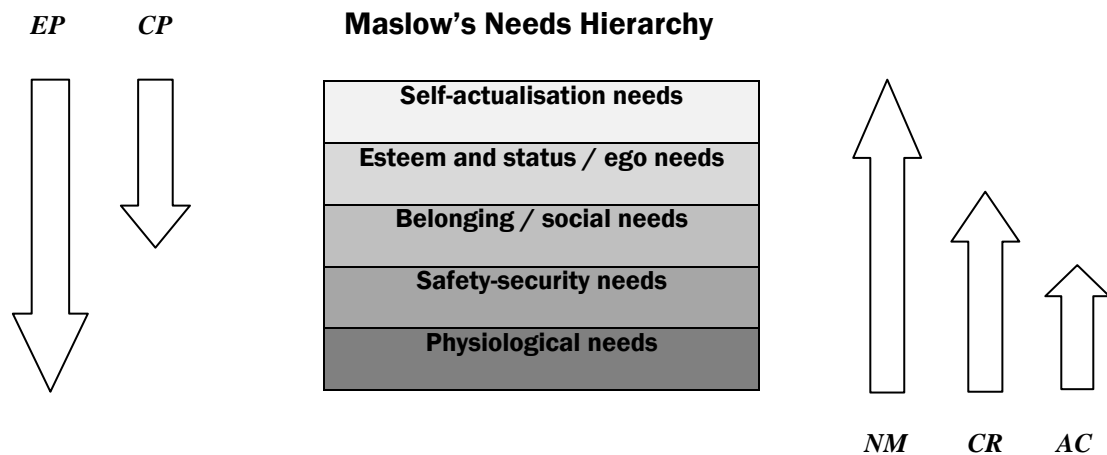 EP CP Maslow's Needs Hierarchy
Self-actualisation needs
Esteem and status / ego needs
Belonging / social needs
Safety-security needs
Physiological needs
NM CR AC